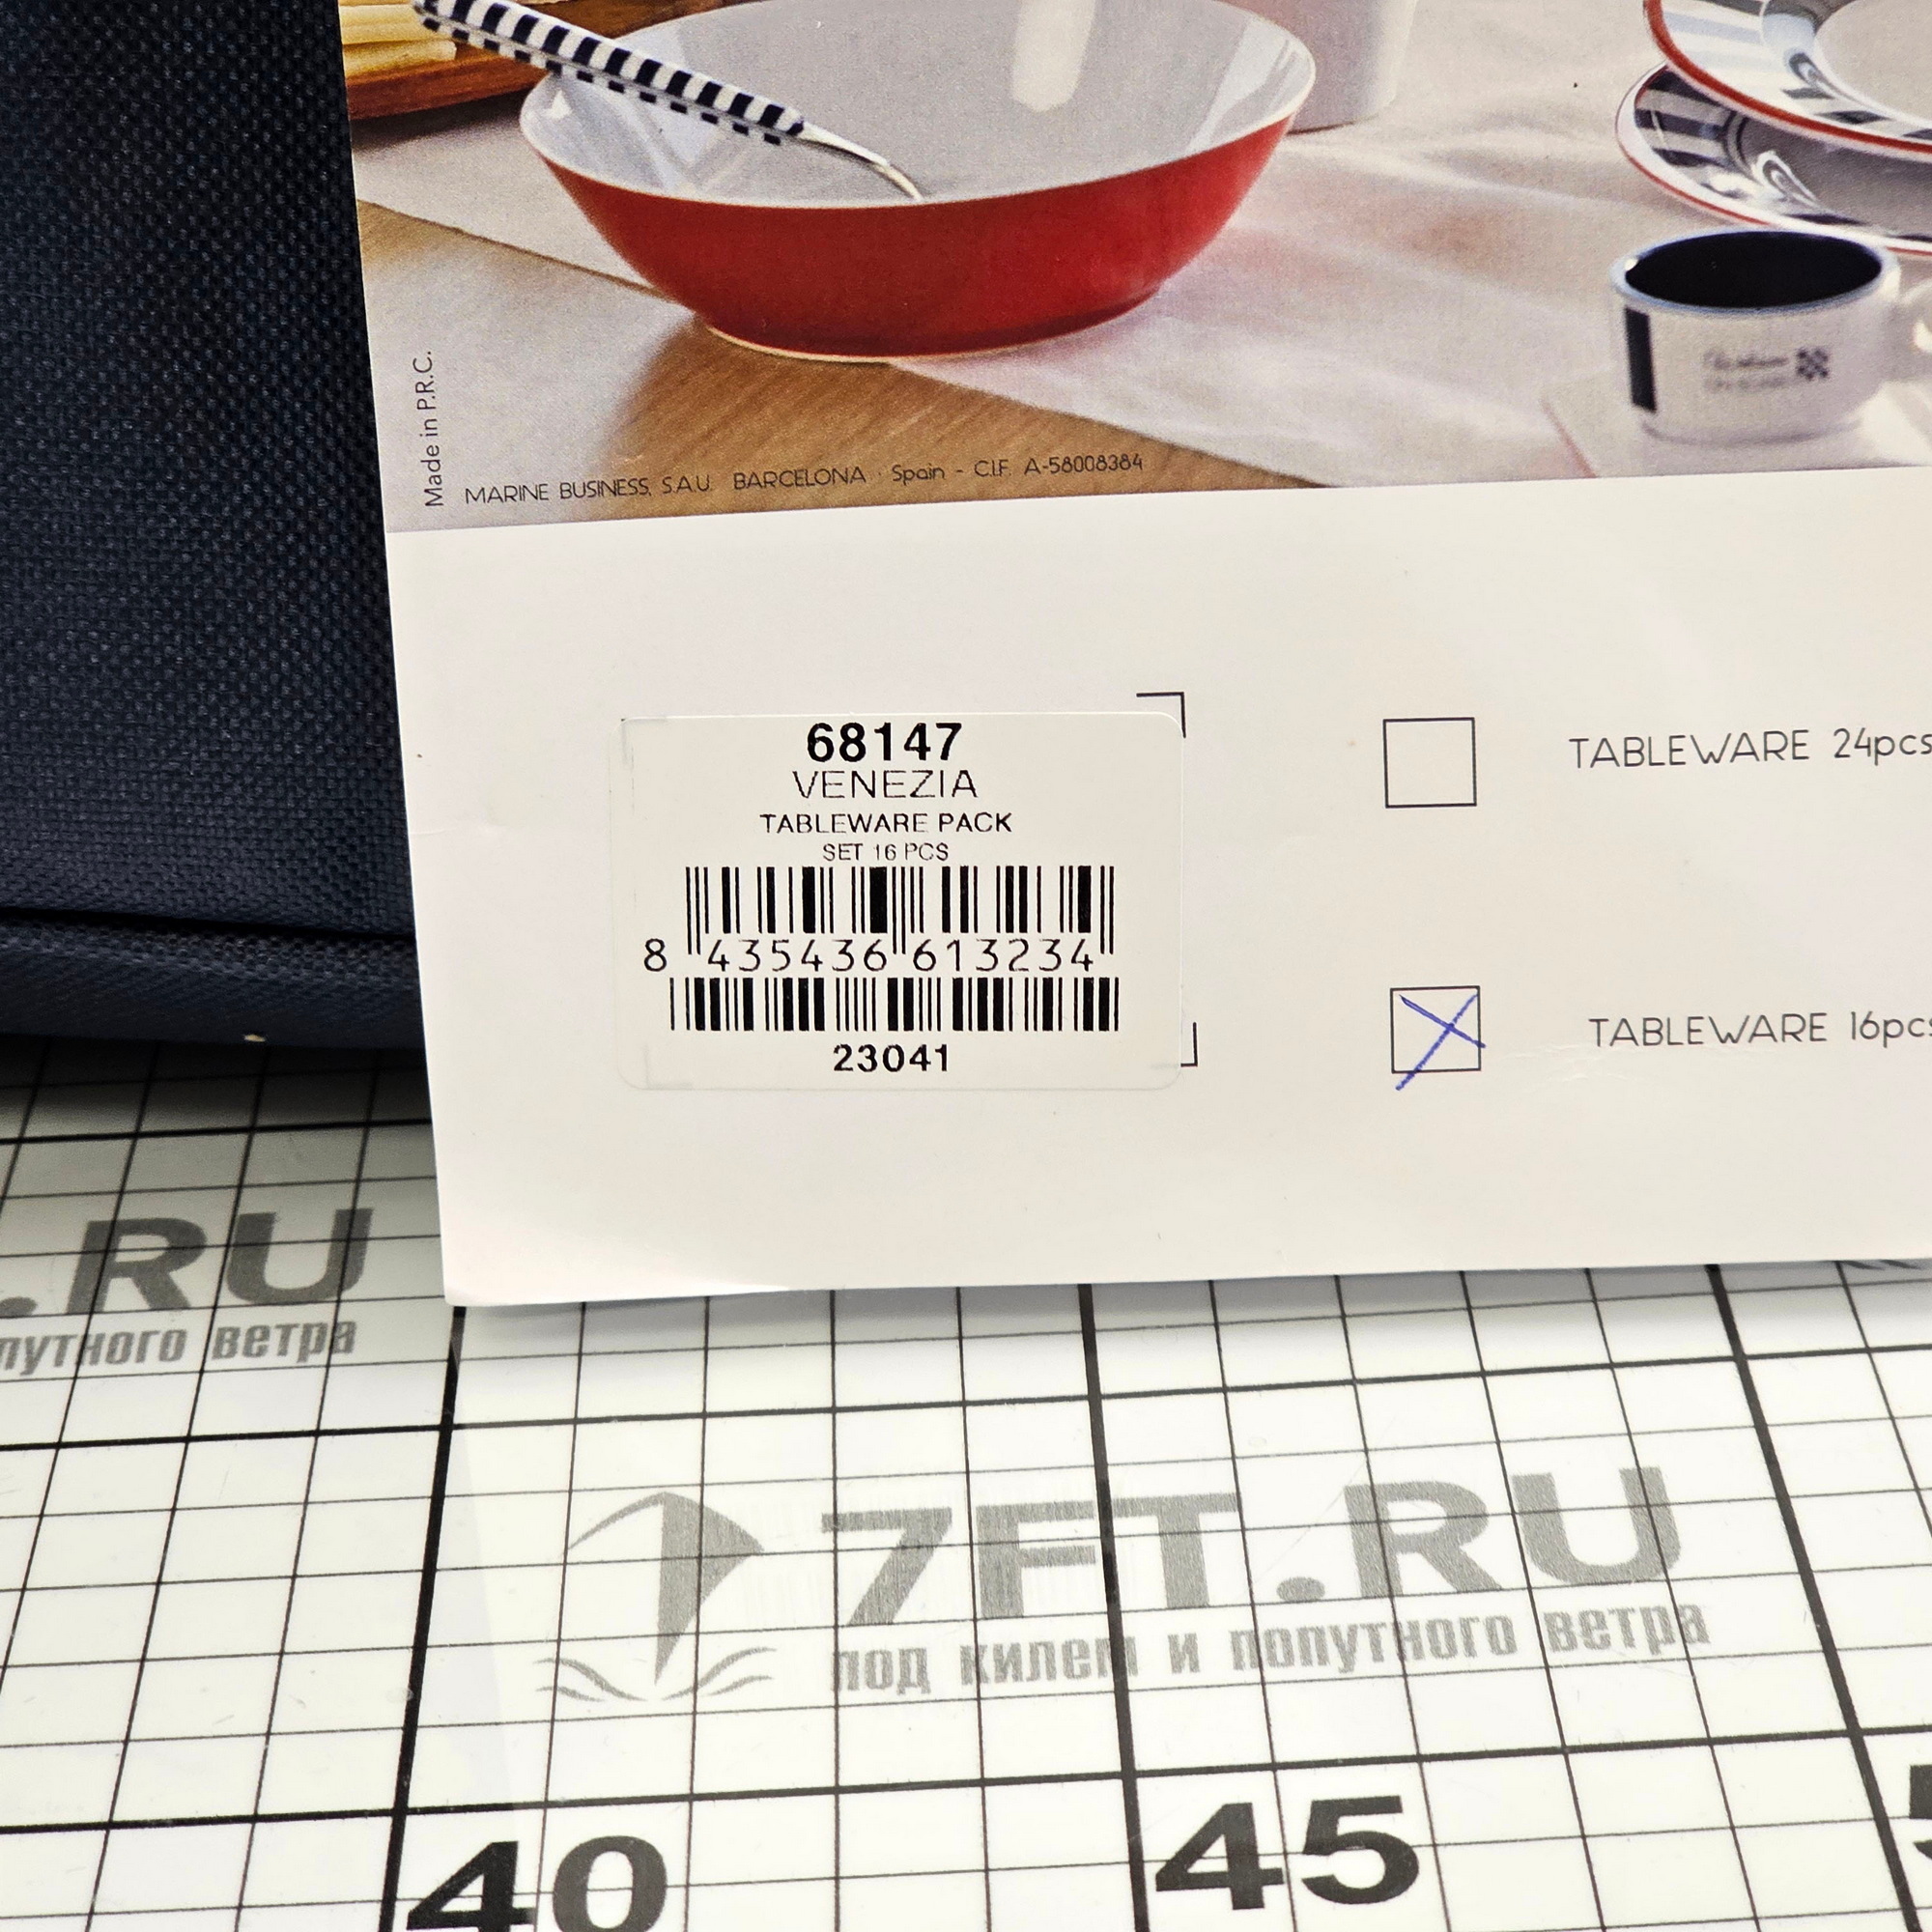 Made in P.R.C.
MARINE BUSINESS, S.A.U. BARCELONA · Spain - C.I.F. A-58008384
68147
VENEZIA
TABLEWARE PACK
SET 16 PCS
8 435436 613234
23041
TABLEWARE 24pcs
TABLEWARE 16pcs
.RU
попутного ветра
7FT.RU
под килем и попутного ветра
40
45